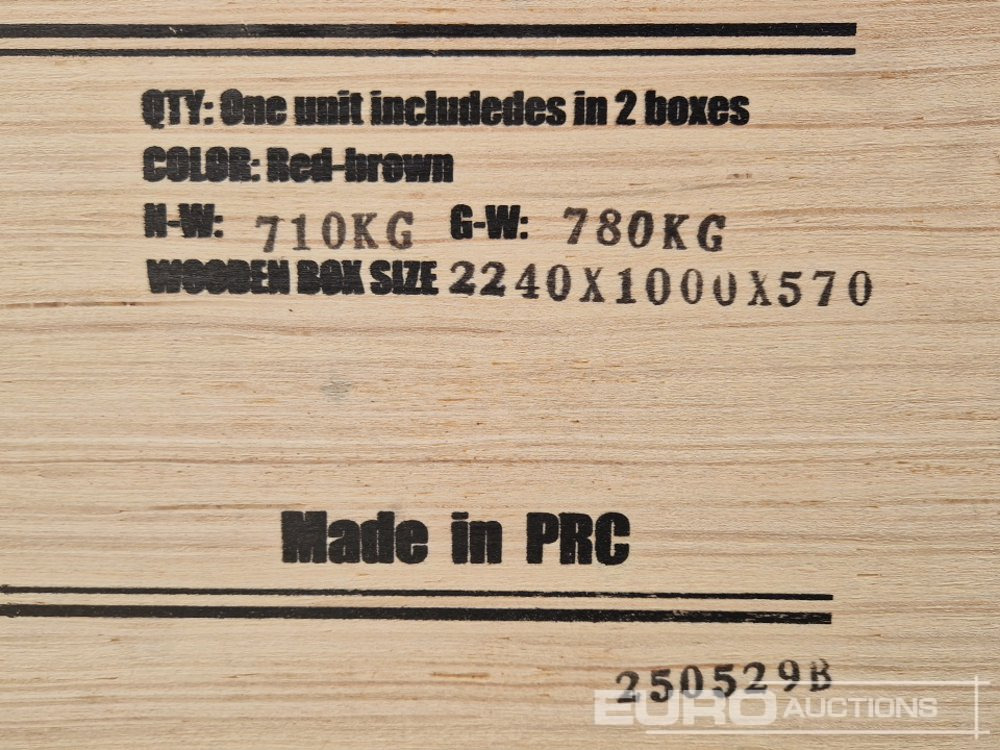 QTY: One unit includedes in 2 boxes
COLOR: Red-brown
N-W: 710KG G-W: 780KG
WOODEN BOX SIZE 2240X1000X570
Made in PRC
250529B
EURO AUCTIONS